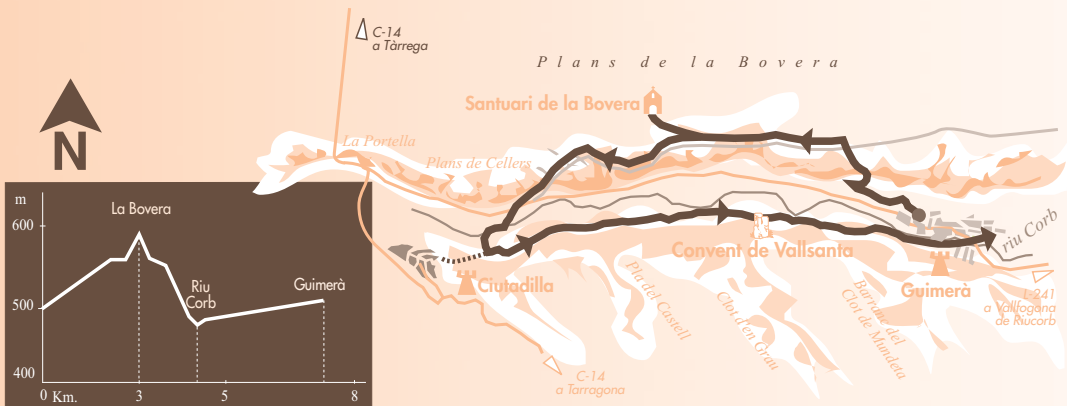 C-14
a Tàrrega
Plans de la Bovera
Santuari de la Bovera
N
La Portella
Plans de Cellers
riu Corb
Convent de Vallsanta
Ciutadilla
Guimerà
L-241
a Vallfogona
de Riucorb
Pla del Castell
Clot d'en Grau
Barranc del
Clot de Mundeta
C-14
a Tarragona
m
600
500
400
La Bovera
Riu
Corb
Guimerà
0 Km. 3 5 8